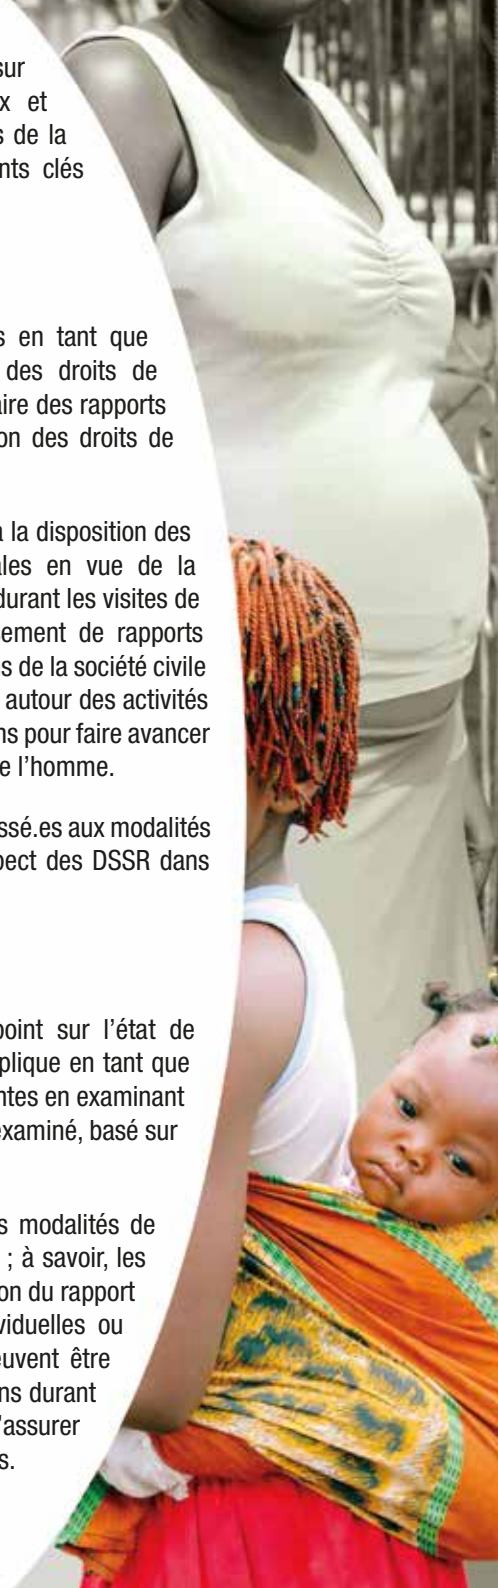 sur
x et
s de la
nts clés
s en tant que
des droits de
aire des rapports
on des droits de
à la disposition des
ales en vue de la
durant les visites de
sement de rapports
s de la société civile
autour des activités
ns pour faire avancer
e l’homme.
ssé.es aux modalités
pect des DSSR dans
point sur l’état de
plique en tant que
ntes en examinant
examiné, basé sur
s modalités de
; à savoir, les
on du rapport
viduelles ou
euvent être
ns durant
’assurer
s.